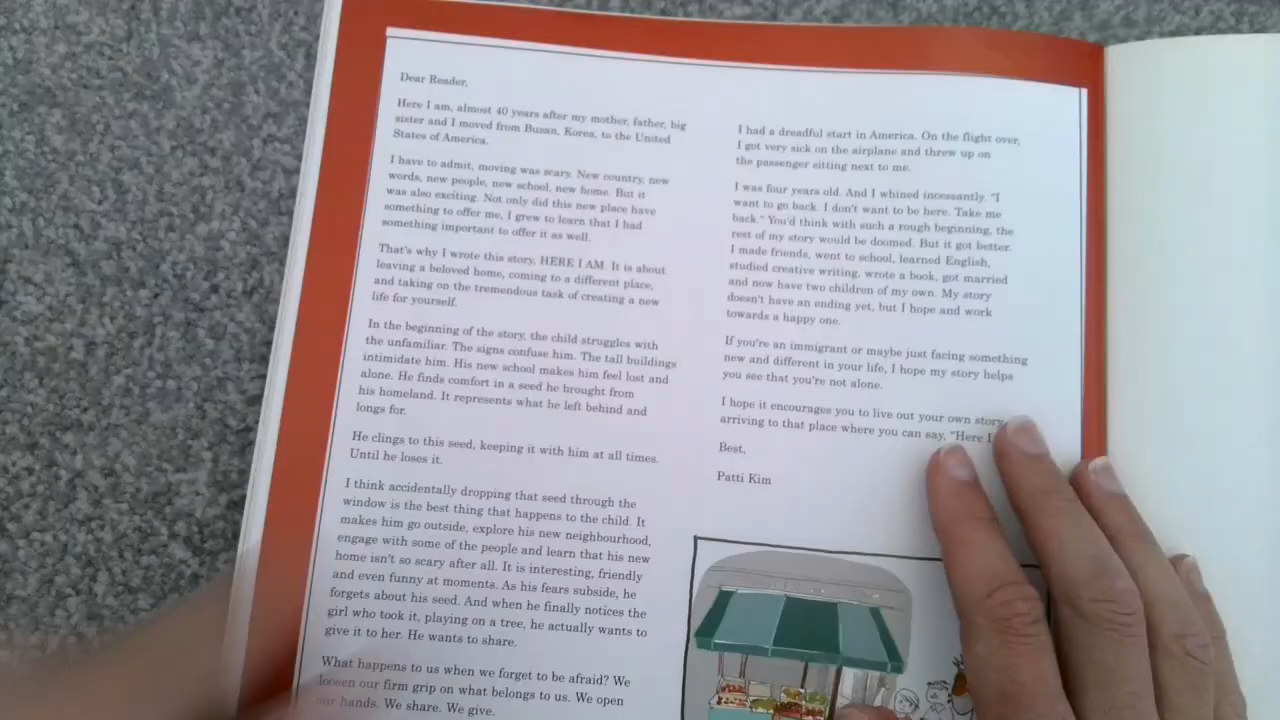 Dear Reader,
Here I am, almost 40 years after my mother, father, big
sister and I moved from Busan, Korea, to the United
States of America.
I have to admit, moving was scary. New country, new
words, new people, new school, new home. But it
was also exciting. Not only did this new place have
something to offer me, I grew to learn that I had
something important to offer it as well.
That's why I wrote this story, HERE I AM. It is about
leaving a beloved home, coming to a different place,
and taking on the tremendous task of creating a new
life for yourself.
In the beginning of the story, the child struggles with
the unfamiliar. The signs confuse him. The tall buildings
intimidate him. His new school makes him feel lost and
alone. He finds comfort in a seed he brought from
his homeland. It represents what he left behind and
longs for.
He clings to this seed, keeping it with him at all times.
Until he loses it.
I think accidentally dropping that seed through the
window is the best thing that happens to the child. It
makes him go outside, explore his new neighbourhood,
engage with some of the people and learn that his new
home isn't so scary after all. It is interesting, friendly
and even funny at moments. As his fears subside, he
forgets about his seed. And when he finally notices the
girl who took it, playing on a tree, he actually wants to
give it to her. He wants to share.
What happens to us when we forget to be afraid? We
loosen our firm grip on what belongs to us. We open
our hands. We share. We give.
I had a dreadful start in America. On the flight over,
I got very sick on the airplane and threw up on
the passenger sitting next to me.
I was four years old. And I whined incessantly. "I
want to go back. I don't want to be here. Take me
back." You'd think with such a rough beginning, the
rest of my story would be doomed. But it got better.
I made friends, went to school, learned English,
studied creative writing, wrote a book, got married
and now have two children of my own. My story
doesn't have an ending yet, but I hope and work
towards a happy one.
If you're an immigrant or maybe just facing something
new and different in your life, I hope my story helps
you see that you're not alone.
I hope it encourages you to live out your own story,
arriving to that place where you can say, "Here I
Best,
Patti Kim